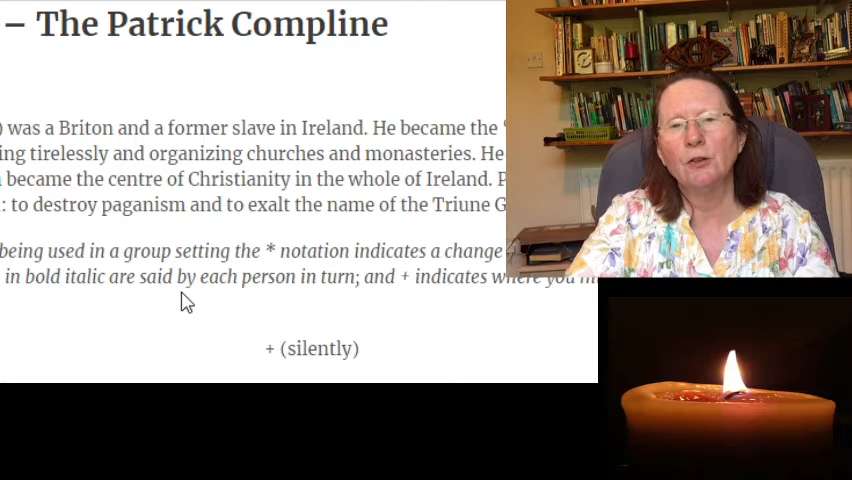 – The Patrick Compline
) was a Briton and a former slave in Ireland. He became the
ing tirelessly and organizing churches and monasteries. He
became the centre of Christianity in the whole of Ireland.
: to destroy paganism and to exalt the name of the Triune G
being used in a group setting the * notation indicates a change
in bold italic are said by each person in turn; and + indicates where you
+ (silently)